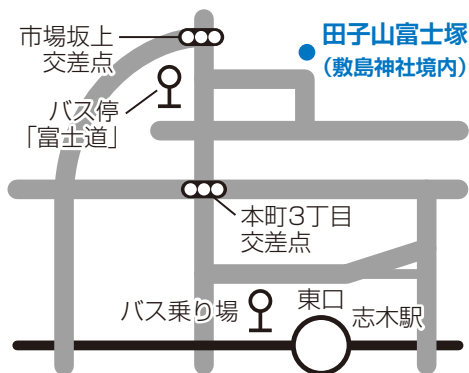 市場坂上
交差点
田子山富士塚
（敷島神社境内）
バス停
「富士道」
本町3丁目
交差点
バス乗り場
東口
志木駅